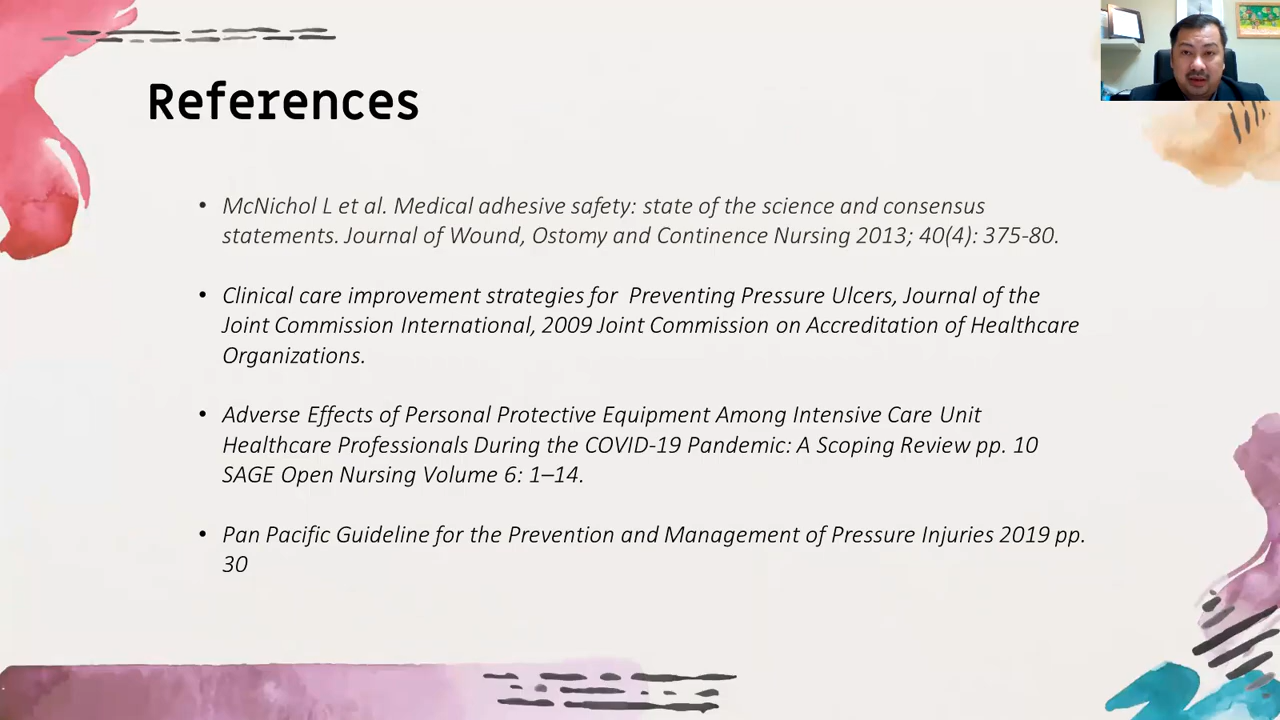 References
• McNichol L et al. Medical adhesive safety: state of the science and consensus
statements. Journal of Wound, Ostomy and Continence Nursing 2013; 40(4): 375-80.
• Clinical care improvement strategies for  Preventing Pressure Ulcers, Journal of the
Joint Commission International, 2009 Joint Commission on Accreditation of Healthcare
Organizations.
• Adverse Effects of Personal Protective Equipment Among Intensive Care Unit
Healthcare Professionals During the COVID-19 Pandemic: A Scoping Review pp. 10
SAGE Open Nursing Volume 6: 1–14.
• Pan Pacific Guideline for the Prevention and Management of Pressure Injuries 2019 pp.
30